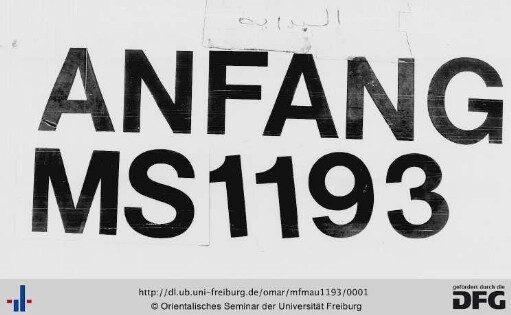 البداية
ANFANG
MS1193
http://dl.ub.uni-freiburg.de/omar/mfmau1193/0001
© Orientalisches Seminar der Universität Freiburg
gefördert durch die
DFG